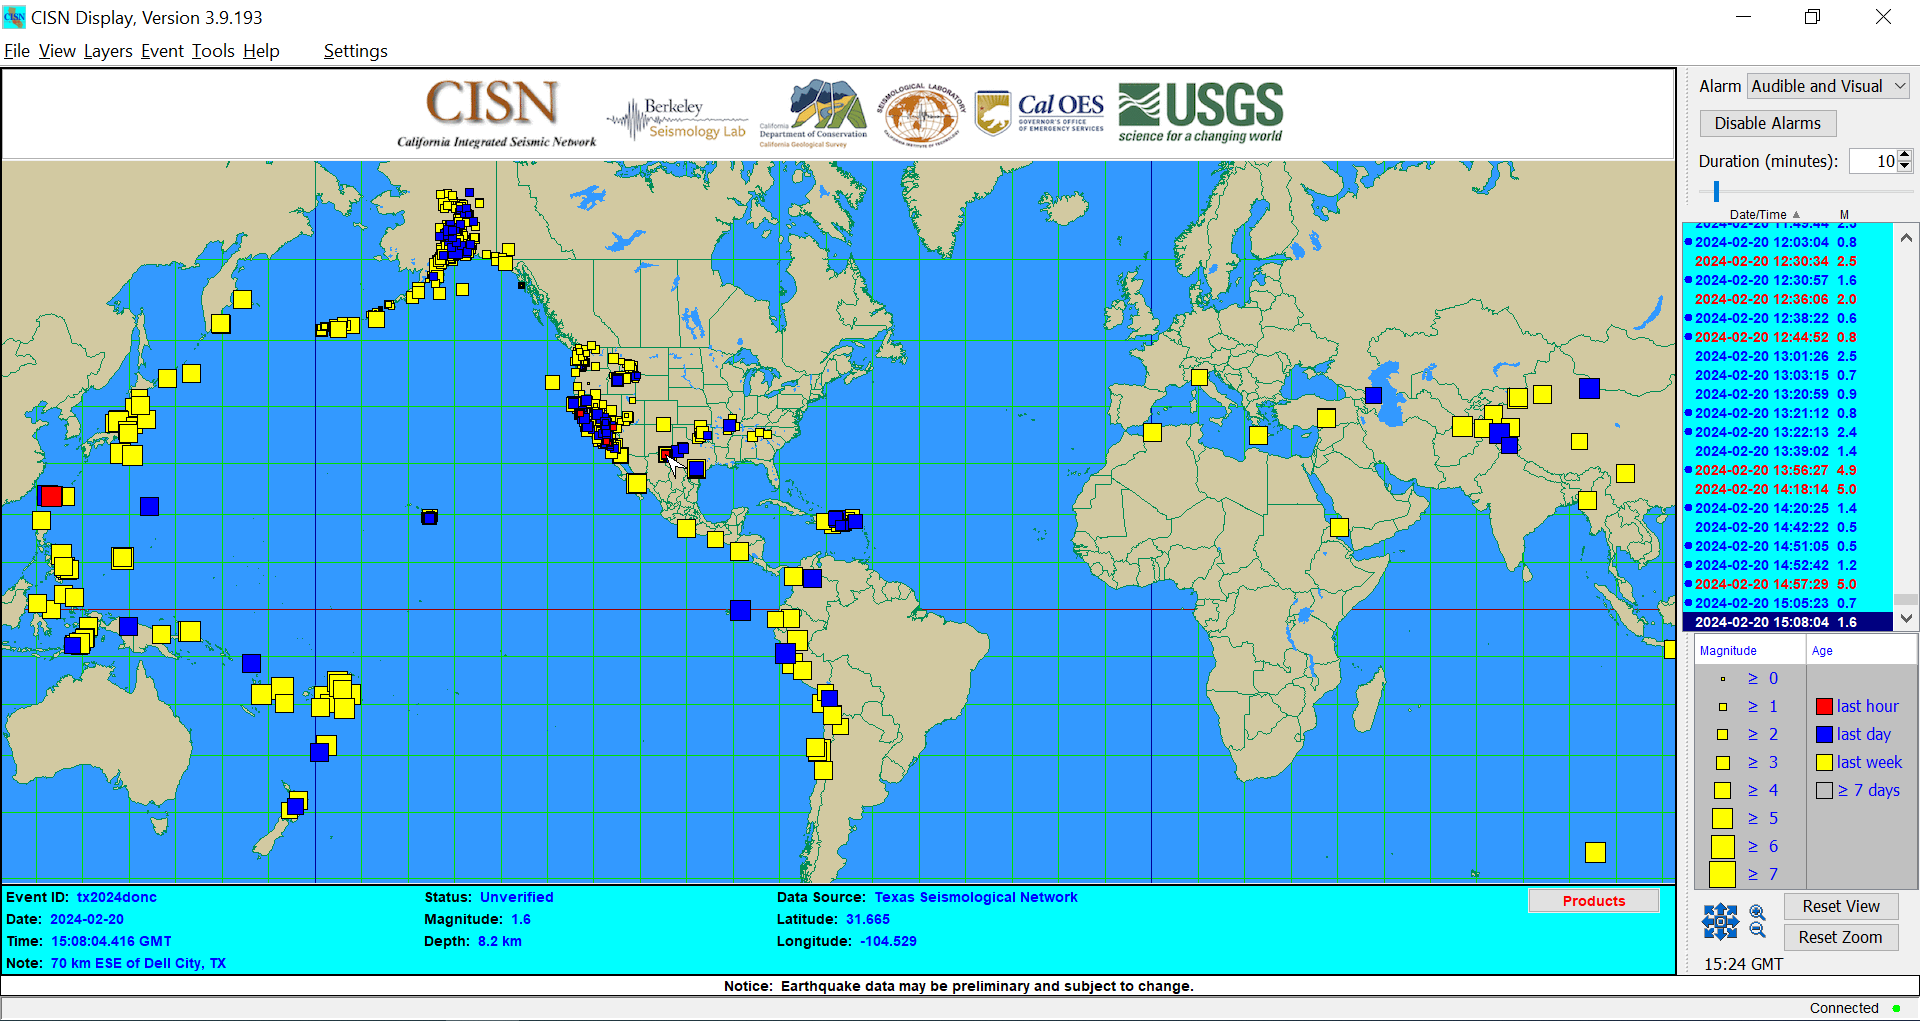 CISN Display, Version 3.9.193
File View Layers Event Tools Help Settings
CISN
California Integrated Seismic Network
Berkeley
Seismology Lab
California
Department of Conservation
California Geological Survey
SEISMOLOGICAL LABORATORY
CALIFORNIA INSTITUTE OF TECHNOLOGY
Cal OES
GOVERNOR'S OFFICE
OF EMERGENCY SERVICES
USGS
science for a changing world
Alarm Audible and Visual
Disable Alarms
Duration (minutes): 10
Date/Time M
2024-02-20 11:49:44 2.3
2024-02-20 12:03:04 0.8
2024-02-20 12:30:34 2.5
2024-02-20 12:30:57 1.6
2024-02-20 12:36:06 2.0
2024-02-20 12:38:22 0.6
2024-02-20 12:44:52 0.8
2024-02-20 13:01:26 2.5
2024-02-20 13:03:15 0.7
2024-02-20 13:20:59 0.9
2024-02-20 13:21:12 0.8
2024-02-20 13:22:13 2.4
2024-02-20 13:39:02 1.4
2024-02-20 13:56:27 4.9
2024-02-20 14:18:14 5.0
2024-02-20 14:20:25 1.4
2024-02-20 14:42:22 0.5
2024-02-20 14:51:05 0.5
2024-02-20 14:52:42 1.2
2024-02-20 14:57:29 5.0
2024-02-20 15:05:23 0.7
2024-02-20 15:08:04 1.6
Magnitude Age
≥ 0
≥ 1 last hour
≥ 2 last day
≥ 3 last week
≥ 4 ≥ 7 days
≥ 5
≥ 6
≥ 7
Reset View
Reset Zoom
15:24 GMT
Event ID: tx2024donc Status: Unverified Data Source: Texas Seismological Network Products
Date: 2024-02-20 Magnitude: 1.6 Latitude: 31.665
Time: 15:08:04.416 GMT Depth: 8.2 km Longitude: -104.529
Note: 70 km ESE of Dell City, TX
Notice: Earthquake data may be preliminary and subject to change.
Connected